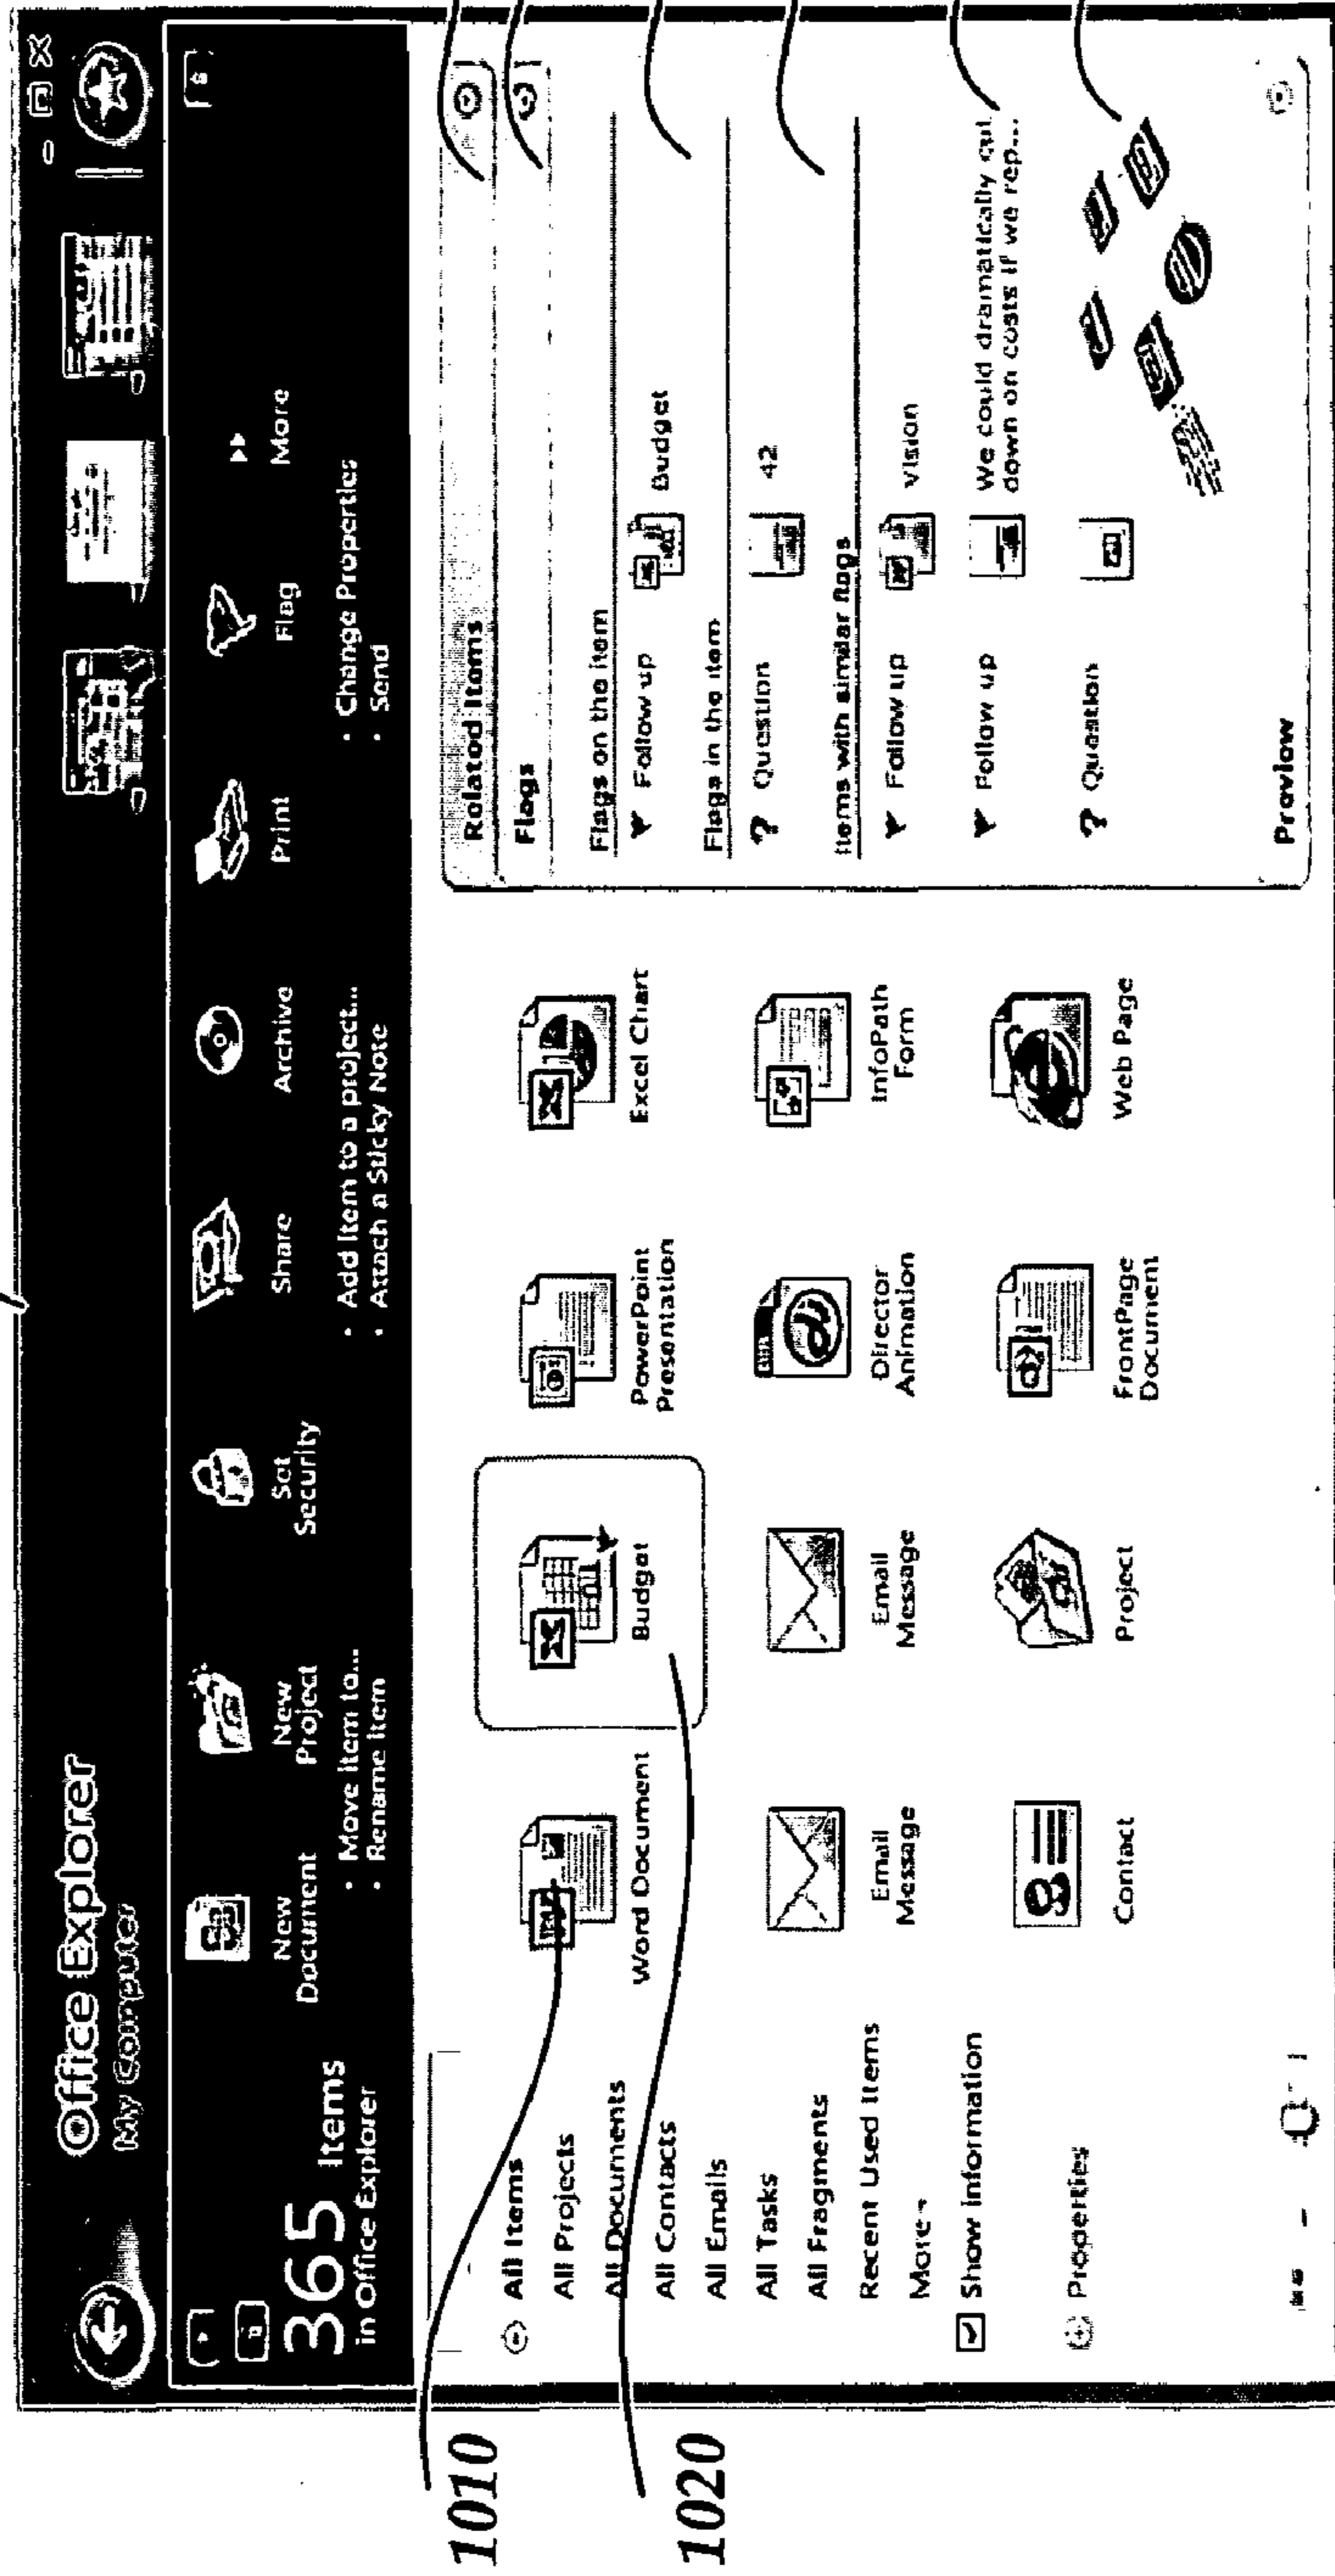 Office Explorer
My Computer
365 Items
in Office Explorer
New
Document
New
Project
Set
Security
Share
Archive
Print
Flag
More
• Move item to...
• Rename item
• Add item to a project...
• Attach a Sticky Note
• Change Properties
• Send
All Items
All Projects
All Documents
All Contacts
All Emails
All Tasks
All Fragments
Recent Used Items
More
Show information
Properties
Word Document
Budget
PowerPoint
Presentation
Excel Chart
Email
Message
Email
Message
Director
Animation
InfoPath
Form
Contact
Project
FrontPage
Document
Web Page
Related Items
Flags
Flags on the item
Follow up Budget
Flags in the item
? Question 42
Items with similar flags
Follow up Vision
Follow up We could dramatically cut
down on costs if we rep...
? Question
Preview
1010
1020